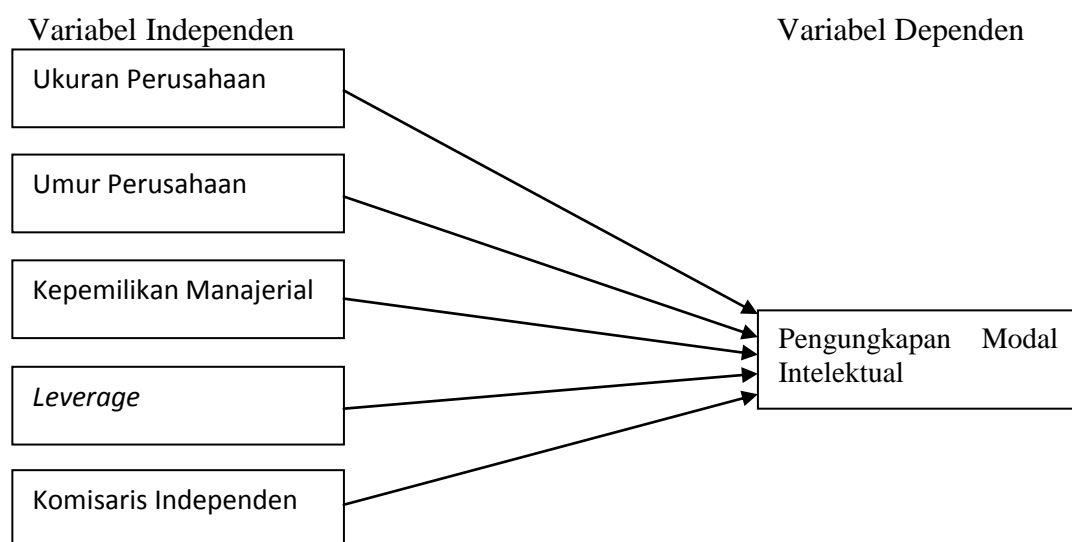 Variabel Independen
Variabel Dependen
Ukuran Perusahaan
Umur Perusahaan
Kepemilikan Manajerial
Leverage
Komisaris Independen
Pengungkapan Modal
Intelektual